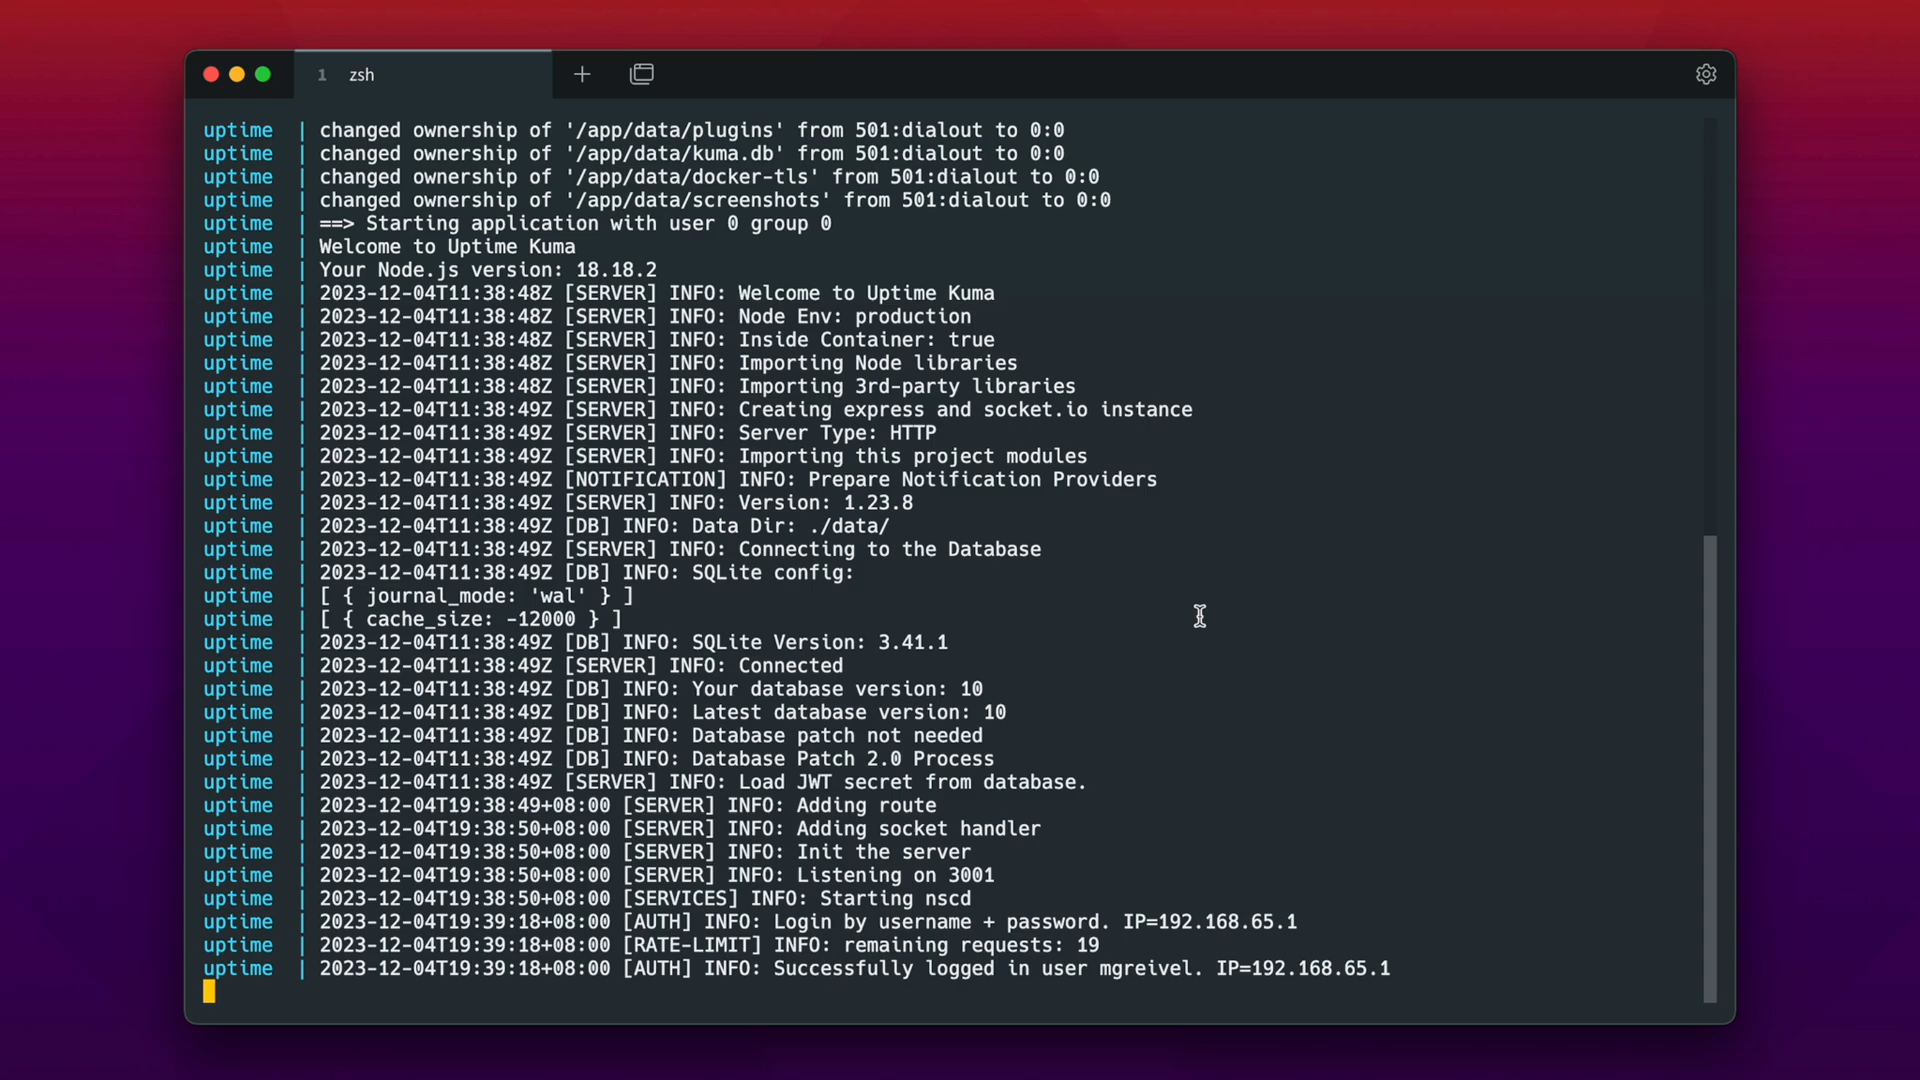 1 zsh
uptime | changed ownership of '/app/data/plugins' from 501:dialout to 0:0
uptime | changed ownership of '/app/data/kuma.db' from 501:dialout to 0:0
uptime | changed ownership of '/app/data/docker-tls' from 501:dialout to 0:0
uptime | changed ownership of '/app/data/screenshots' from 501:dialout to 0:0
uptime | ==> Starting application with user 0 group 0
uptime | Welcome to Uptime Kuma
uptime | Your Node.js version: 18.18.2
uptime | 2023-12-04T11:38:48Z [SERVER] INFO: Welcome to Uptime Kuma
uptime | 2023-12-04T11:38:48Z [SERVER] INFO: Node Env: production
uptime | 2023-12-04T11:38:48Z [SERVER] INFO: Inside Container: true
uptime | 2023-12-04T11:38:48Z [SERVER] INFO: Importing Node libraries
uptime | 2023-12-04T11:38:48Z [SERVER] INFO: Importing 3rd-party libraries
uptime | 2023-12-04T11:38:49Z [SERVER] INFO: Creating express and socket.io instance
uptime | 2023-12-04T11:38:49Z [SERVER] INFO: Server Type: HTTP
uptime | 2023-12-04T11:38:49Z [SERVER] INFO: Importing this project modules
uptime | 2023-12-04T11:38:49Z [NOTIFICATION] INFO: Prepare Notification Providers
uptime | 2023-12-04T11:38:49Z [SERVER] INFO: Version: 1.23.8
uptime | 2023-12-04T11:38:49Z [DB] INFO: Data Dir: ./data/
uptime | 2023-12-04T11:38:49Z [SERVER] INFO: Connecting to the Database
uptime | 2023-12-04T11:38:49Z [DB] INFO: SQLite config:
uptime | [ { journal_mode: 'wal' } ]
uptime | [ { cache_size: -12000 } ]
uptime | 2023-12-04T11:38:49Z [DB] INFO: SQLite Version: 3.41.1
uptime | 2023-12-04T11:38:49Z [SERVER] INFO: Connected
uptime | 2023-12-04T11:38:49Z [DB] INFO: Your database version: 10
uptime | 2023-12-04T11:38:49Z [DB] INFO: Latest database version: 10
uptime | 2023-12-04T11:38:49Z [DB] INFO: Database patch not needed
uptime | 2023-12-04T11:38:49Z [DB] INFO: Database Patch 2.0 Process
uptime | 2023-12-04T11:38:49Z [SERVER] INFO: Load JWT secret from database.
uptime | 2023-12-04T19:38:49+08:00 [SERVER] INFO: Adding route
uptime | 2023-12-04T19:38:50+08:00 [SERVER] INFO: Adding socket handler
uptime | 2023-12-04T19:38:50+08:00 [SERVER] INFO: Init the server
uptime | 2023-12-04T19:38:50+08:00 [SERVER] INFO: Listening on 3001
uptime | 2023-12-04T19:38:50+08:00 [SERVICES] INFO: Starting nscd
uptime | 2023-12-04T19:39:18+08:00 [AUTH] INFO: Login by username + password. IP=192.168.65.1
uptime | 2023-12-04T19:39:18+08:00 [RATE-LIMIT] INFO: remaining requests: 19
uptime | 2023-12-04T19:39:18+08:00 [AUTH] INFO: Successfully logged in user mgreivel. IP=192.168.65.1